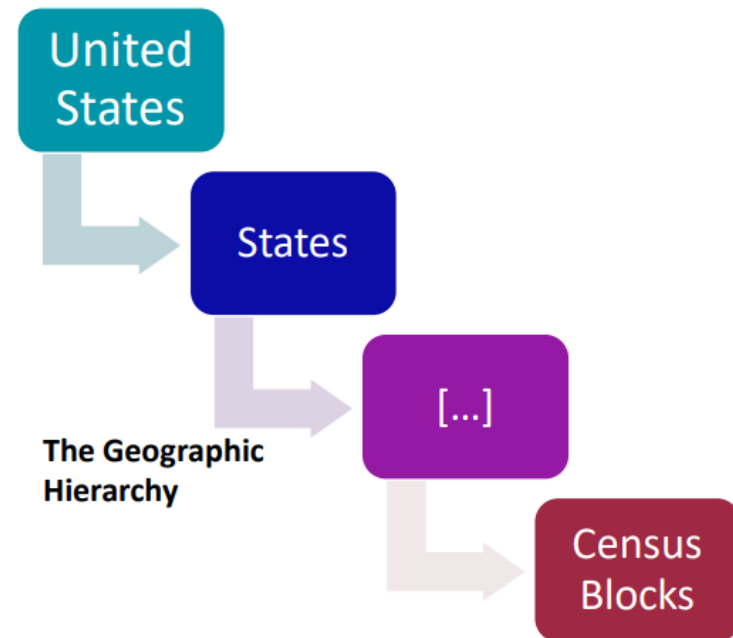 United
States
States
[...]
The Geographic
Hierarchy
Census
Blocks